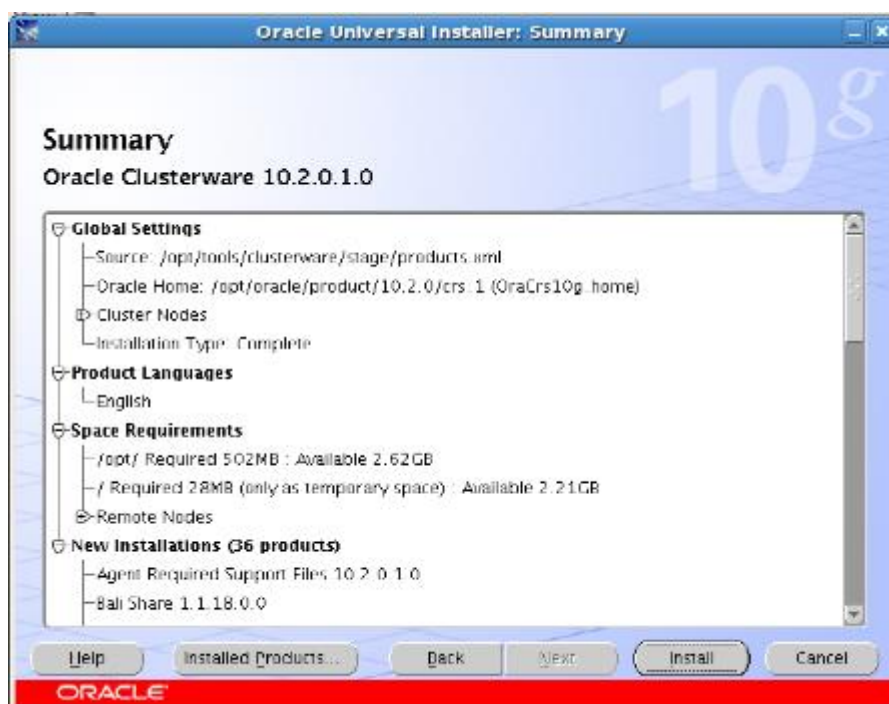 Oracle Universal Installer: Summary
10g
Summary
Oracle Clusterware 10.2.0.1.0
Global Settings
Source: /opt/tools/clusterware/stage/products.xml
Oracle Home: /opt/oracle/product/10.2.0/crs_1 (OraCrs10g_home)
Cluster Nodes
Installation Type: Complete
Product Languages
English
Space Requirements
/opt/ Required 502MB : Available 2.62GB
/ Required 28MB (only as temporary space) : Available 2.21GB
Remote Nodes
New Installations (36 products)
Agent Required Support Files 10.2.0.1.0
Bali Share 1.1.18.0.0
Help Installed Products... Back Next Install Cancel
ORACLE